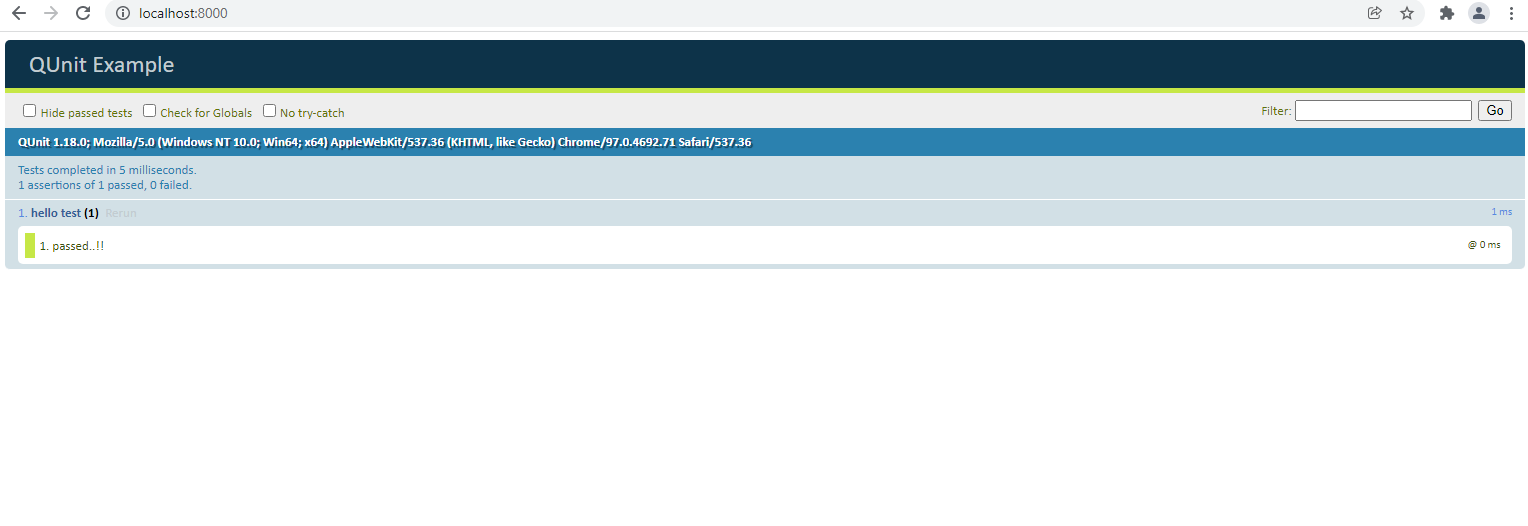 localhost:8000
QUnit Example
Hide passed tests Check for Globals No try-catch Filter: Go
QUnit 1.18.0; Mozilla/5.0 (Windows NT 10.0; Win64; x64) AppleWebKit/537.36 (KHTML, like Gecko) Chrome/97.0.4692.71 Safari/537.36
Tests completed in 5 milliseconds.
1 assertions of 1 passed, 0 failed.
1. hello test (1) Rerun 1 ms
1. passed..!! @ 0 ms